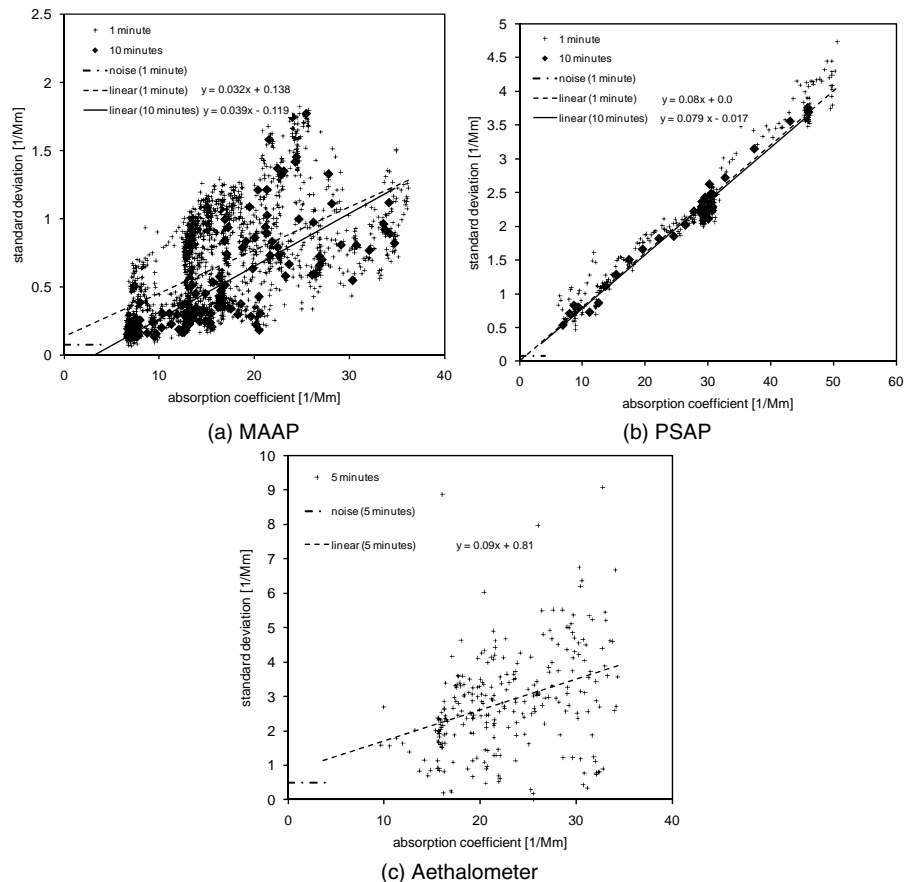 2.5
2
1.5
1
0.5
0
standard deviation [1/Mm]
1 minute
10 minutes
noise (1 minute)
linear (1 minute) y = 0.032x + 0.138
linear (10 minutes) y = 0.039x - 0.119
0 10 20 30 40
absorption coefficient [1/Mm]
(a) MAAP
5
4.5
4
3.5
3
2.5
2
1.5
1
0.5
0
standard deviation [1/Mm]
1 minute
10 minutes
noise (1 minute)
linear (1 minute) y = 0.08x + 0.0
linear (10 minutes) y = 0.079 x - 0.017
0 10 20 30 40 50 60
absorption coefficient [1/Mm]
(b) PSAP
10
9
8
7
6
5
4
3
2
1
0
standard deviation [1/Mm]
5 minutes
noise (5 minutes)
linear (5 minutes) y = 0.09x + 0.81
0 10 20 30 40
absorption coefficient [1/Mm]
(c) Aethalometer